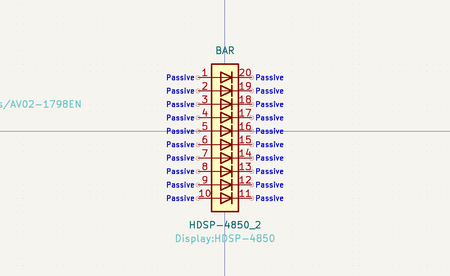 BAR
Passive 1 20 Passive
Passive 2 19 Passive
Passive 3 18 Passive
s/AV02-1798EN
Passive 4 17 Passive
Passive 5 16 Passive
Passive 6 15 Passive
Passive 7 14 Passive
Passive 8 13 Passive
Passive 9 12 Passive
Passive 10 11 Passive
HDSP-4850_2
Display:HDSP-4850